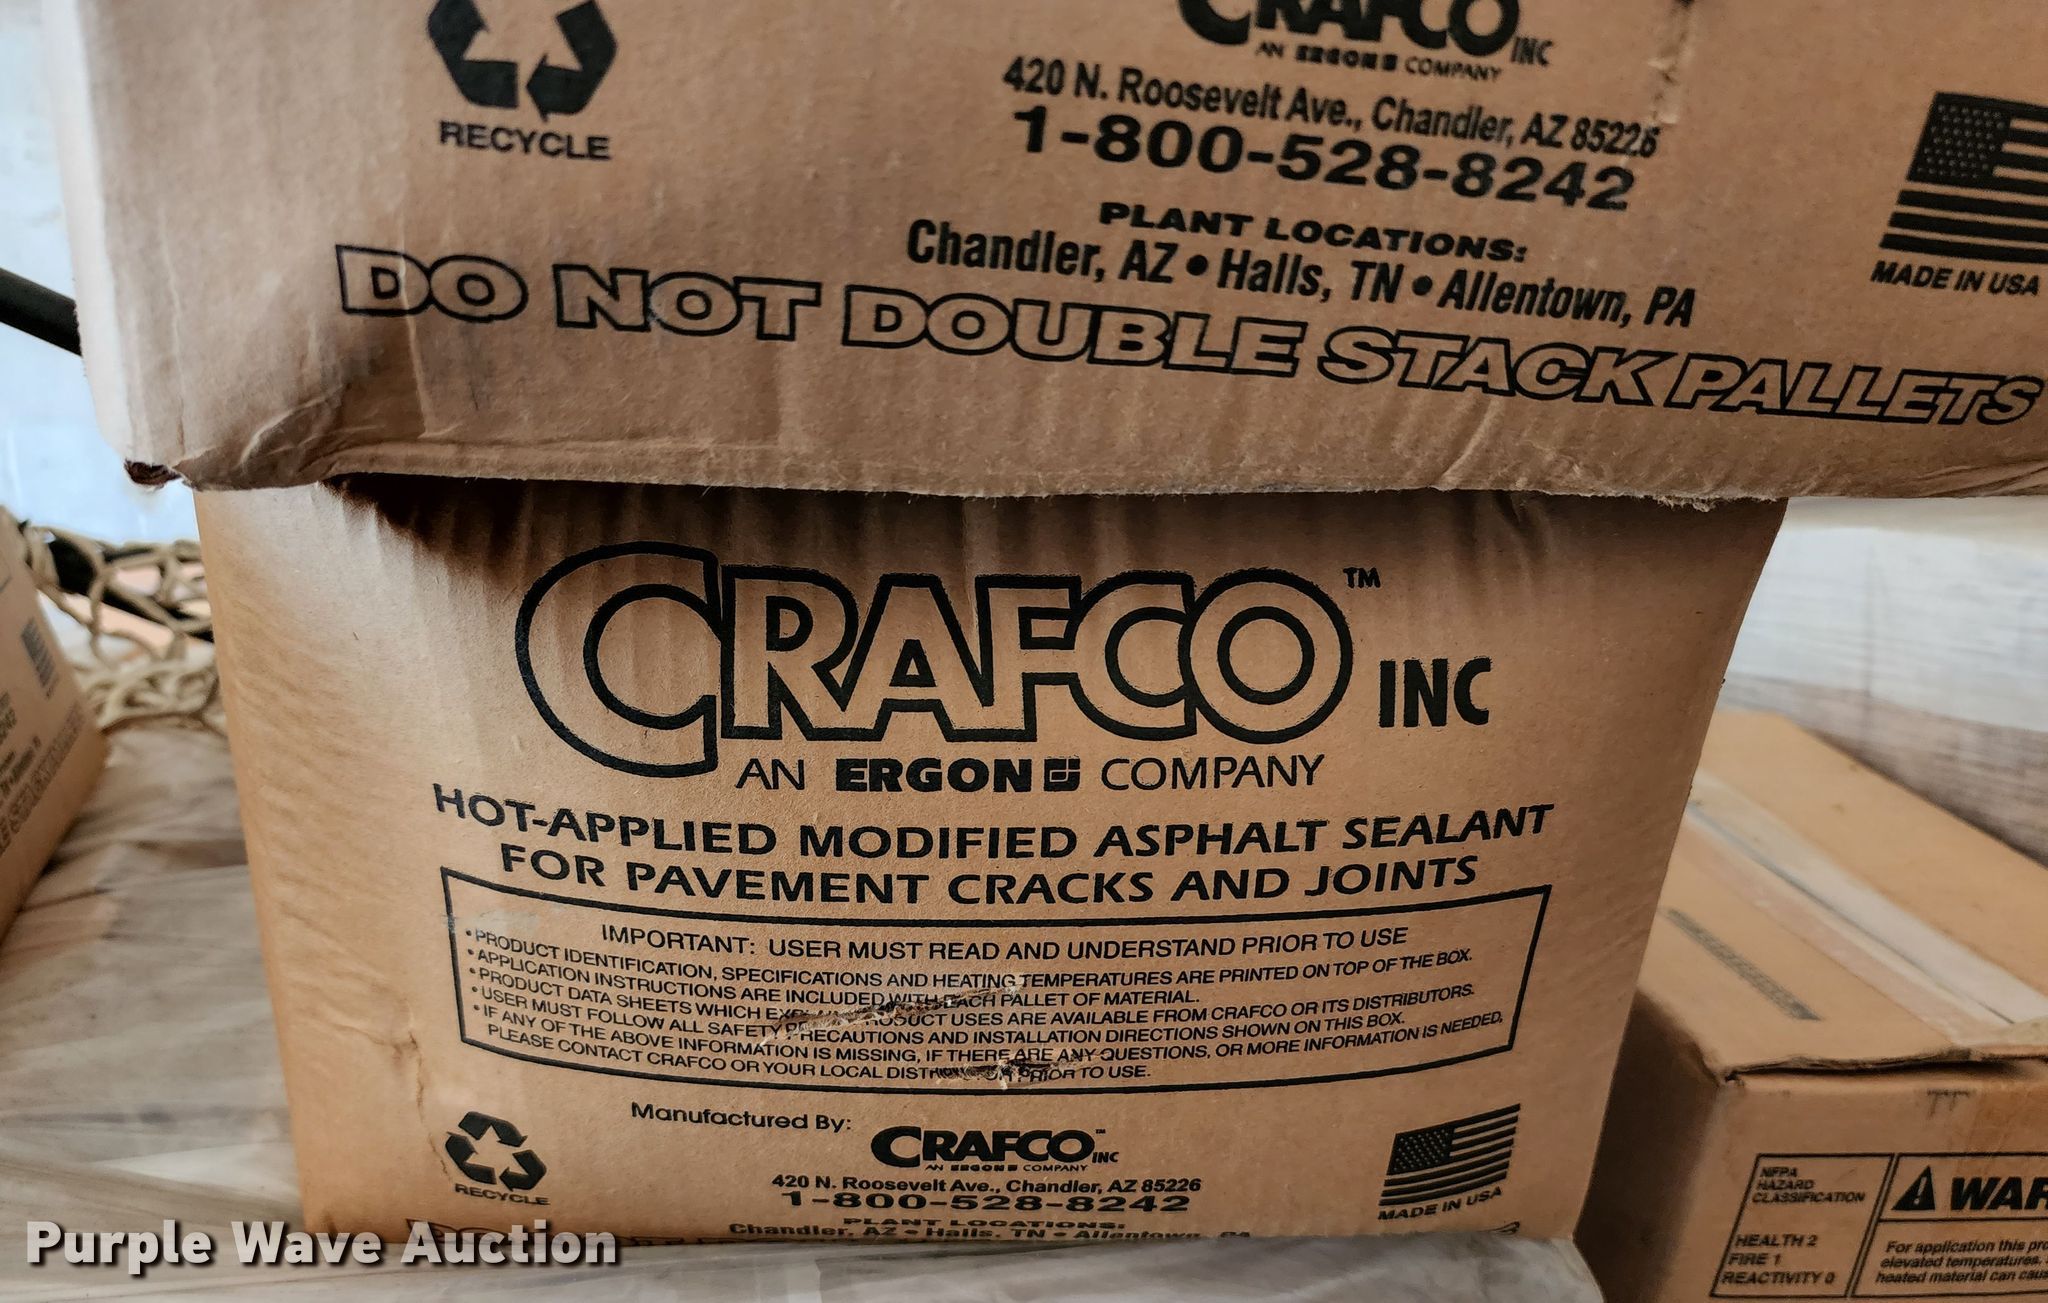 CRAFCO INC
AN ERGON COMPANY
420 N. Roosevelt Ave., Chandler, AZ 85226
1-800-528-8242
PLANT LOCATIONS:
Chandler, AZ • Halls, TN • Allentown, PA
RECYCLE
MADE IN USA
DO NOT DOUBLE STACK PALLETS
CRAFCO™ INC
AN ERGON COMPANY
HOT-APPLIED MODIFIED ASPHALT SEALANT
FOR PAVEMENT CRACKS AND JOINTS
IMPORTANT: USER MUST READ AND UNDERSTAND PRIOR TO USE
• PRODUCT IDENTIFICATION, SPECIFICATIONS AND HEATING TEMPERATURES ARE PRINTED ON TOP OF THE BOX.
• APPLICATION INSTRUCTIONS ARE INCLUDED WITH EACH PALLET OF MATERIAL.
• PRODUCT DATA SHEETS WHICH PRODUCT USES ARE AVAILABLE FROM CRAFCO OR ITS DISTRIBUTORS.
• USER MUST FOLLOW ALL SAFETY PRECAUTIONS AND INSTALLATION DIRECTIONS SHOWN ON THIS BOX.
• IF ANY OF THE ABOVE INFORMATION IS MISSING, IF THERE ARE ANY QUESTIONS, OR MORE INFORMATION IS NEEDED,
PLEASE CONTACT CRAFCO OR YOUR LOCAL PRIOR TO USE.
Manufactured By:
CRAFCO™ INC
AN ERGON COMPANY
420 N. Roosevelt Ave., Chandler, AZ 85226
1-800-528-8242
PLANT LOCATIONS:
Chandler, AZ • Halls, TN • Allentown, PA
RECYCLE
MADE IN USA
NFPA
HAZARD
CLASSIFICATION
HEALTH 2
FIRE 1
REACTIVITY 0
WAR
For application this pro
elevated temperatures.
heated material can cau
Purple Wave Auction